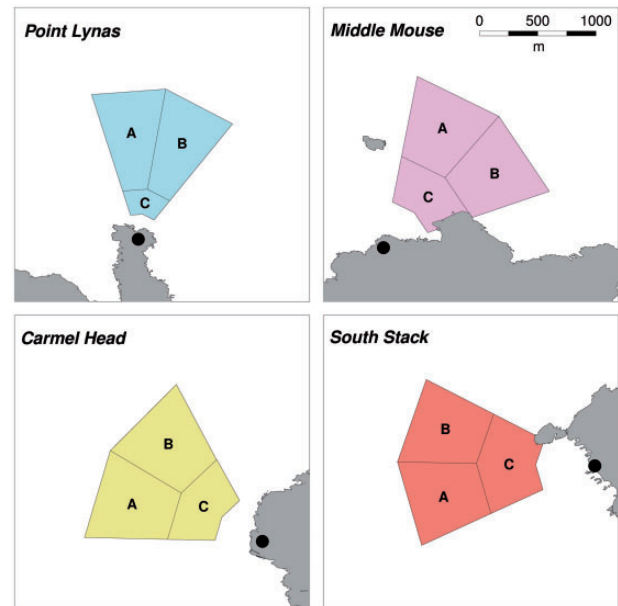 Point Lynas
A
B
C
Middle Mouse
0 500 1000
m
A
B
C
Carmel Head
B
A
C
South Stack
B
C
A